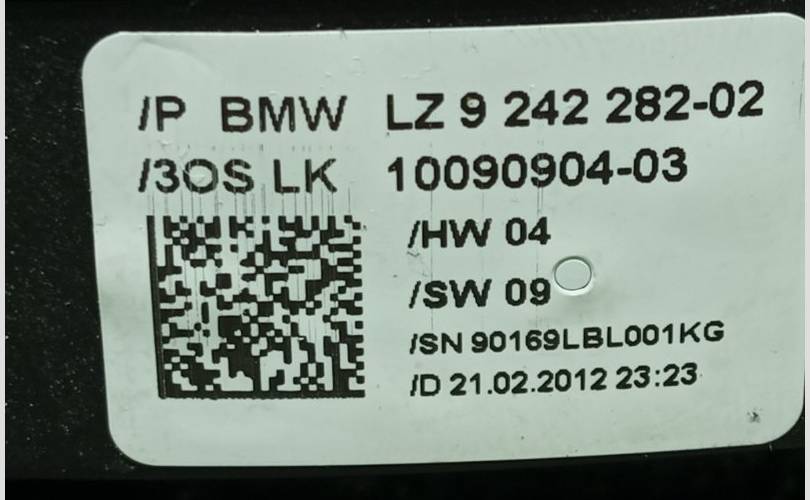 /P BMW LZ 9 242 282-02
/3OS LK 10090904-03
/HW 04
/SW 09
/SN 90169LBL001KG
/D 21.02.2012 23:23